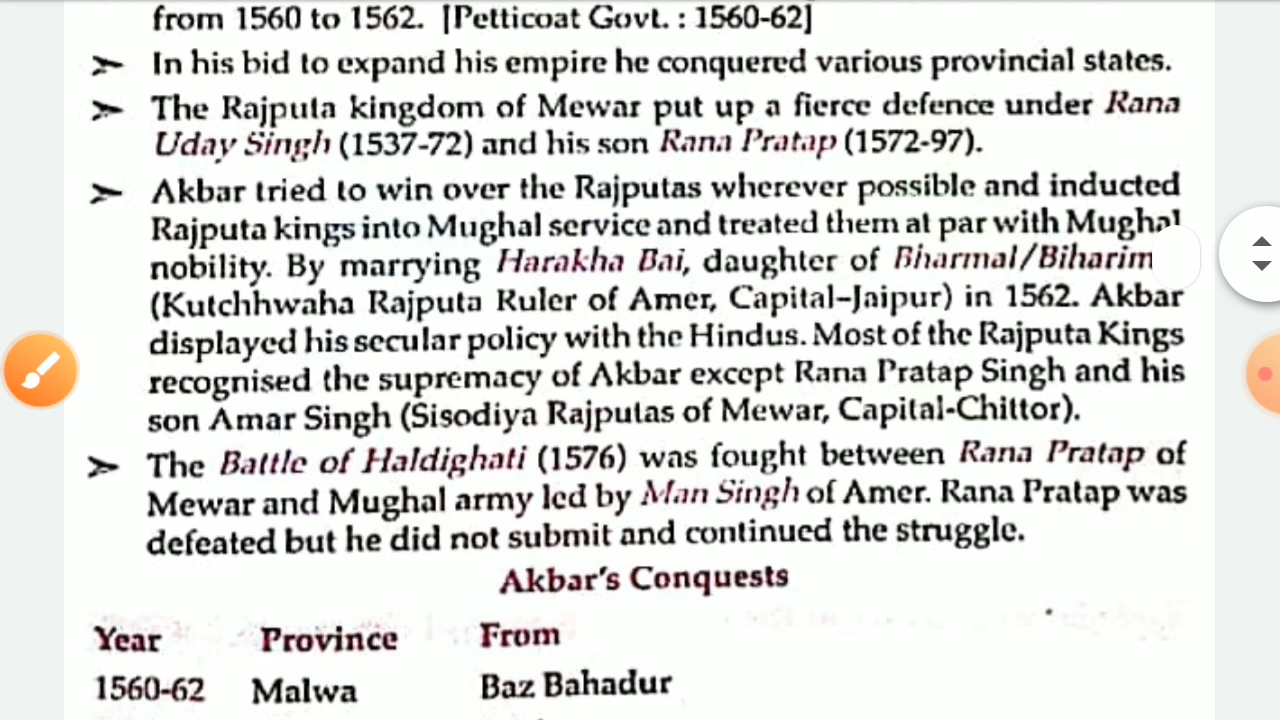 from 1560 to 1562. [Petticoat Govt. : 1560-62]
➤ In his bid to expand his empire he conquered various provincial states.
➤ The Rajputa kingdom of Mewar put up a fierce defence under Rana
Uday Singh (1537-72) and his son Rana Pratap (1572-97).
➤ Akbar tried to win over the Rajputas wherever possible and inducted
Rajputa kings into Mughal service and treated them at par with Mughal
nobility. By marrying Harakha Bai, daughter of Bharmal/Biharim
(Kutchhwaha Rajputa Ruler of Amer, Capital–Jaipur) in 1562. Akbar
displayed his secular policy with the Hindus. Most of the Rajputa Kings
recognised the supremacy of Akbar except Rana Pratap Singh and his
son Amar Singh (Sisodiya Rajputas of Mewar, Capital-Chittor).
➤ The Battle of Haldighati (1576) was fought between Rana Pratap of
Mewar and Mughal army led by Man Singh of Amer. Rana Pratap was
defeated but he did not submit and continued the struggle.
Akbar's Conquests
Year Province From
1560-62 Malwa Baz Bahadur